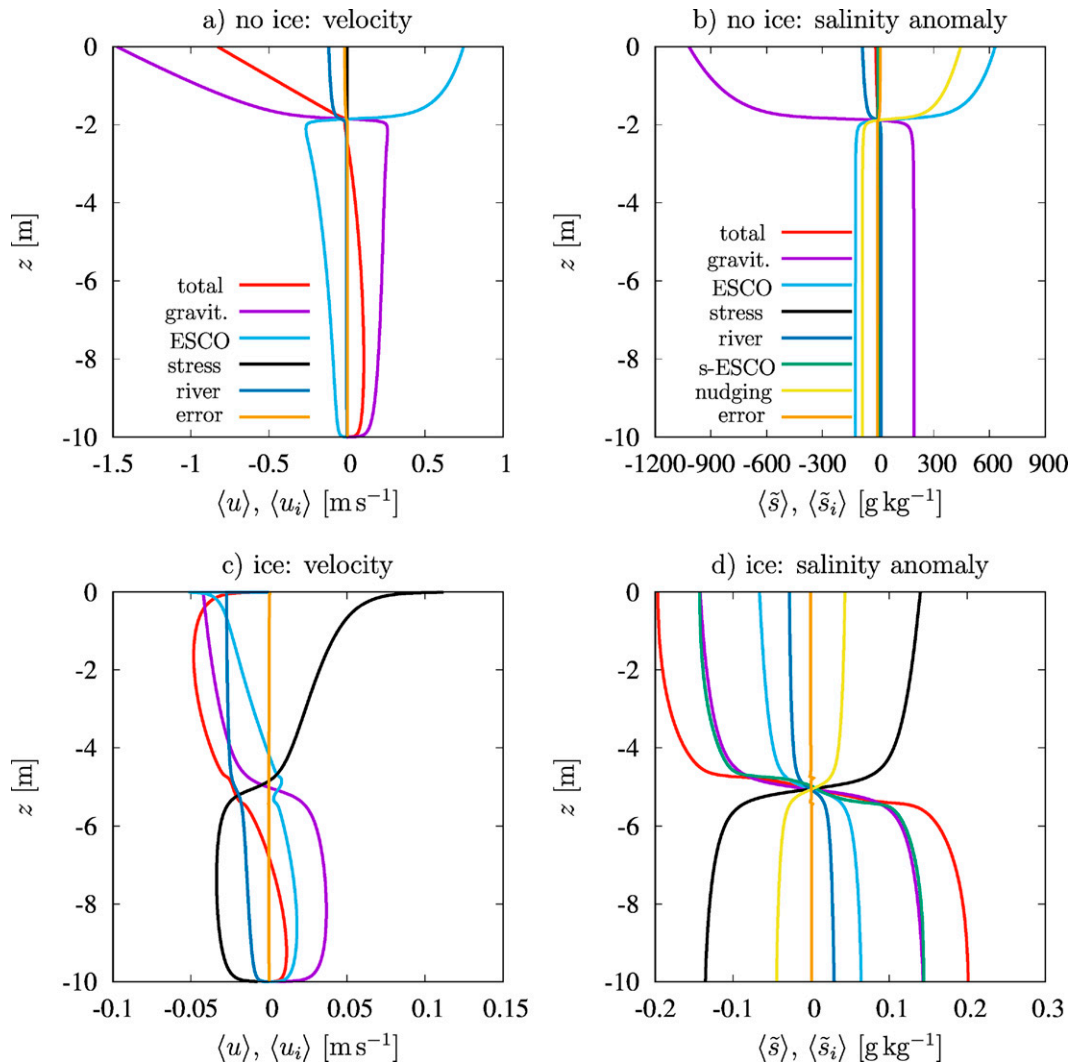 a) no ice: velocity
0
-2
-4
-6
-8
-10
z [m]
total
gravit.
ESCO
stress
river
error
-1.5 -1 -0.5 0 0.5 1
⟨u⟩, ⟨u_i⟩ [m s⁻¹]
b) no ice: salinity anomaly
0
-2
-4
-6
-8
-10
z [m]
total
gravit.
ESCO
stress
river
s-ESCO
nudging
error
-1200 -900 -600 -300 0 300 600 900
⟨s̃⟩, ⟨s̃_i⟩ [g kg⁻¹]
c) ice: velocity
0
-2
-4
-6
-8
-10
z [m]
-0.1 -0.05 0 0.05 0.1 0.15
⟨u⟩, ⟨u_i⟩ [m s⁻¹]
d) ice: salinity anomaly
0
-2
-4
-6
-8
-10
z [m]
-0.2 -0.1 0 0.1 0.2 0.3
⟨s̃⟩, ⟨s̃_i⟩ [g kg⁻¹]